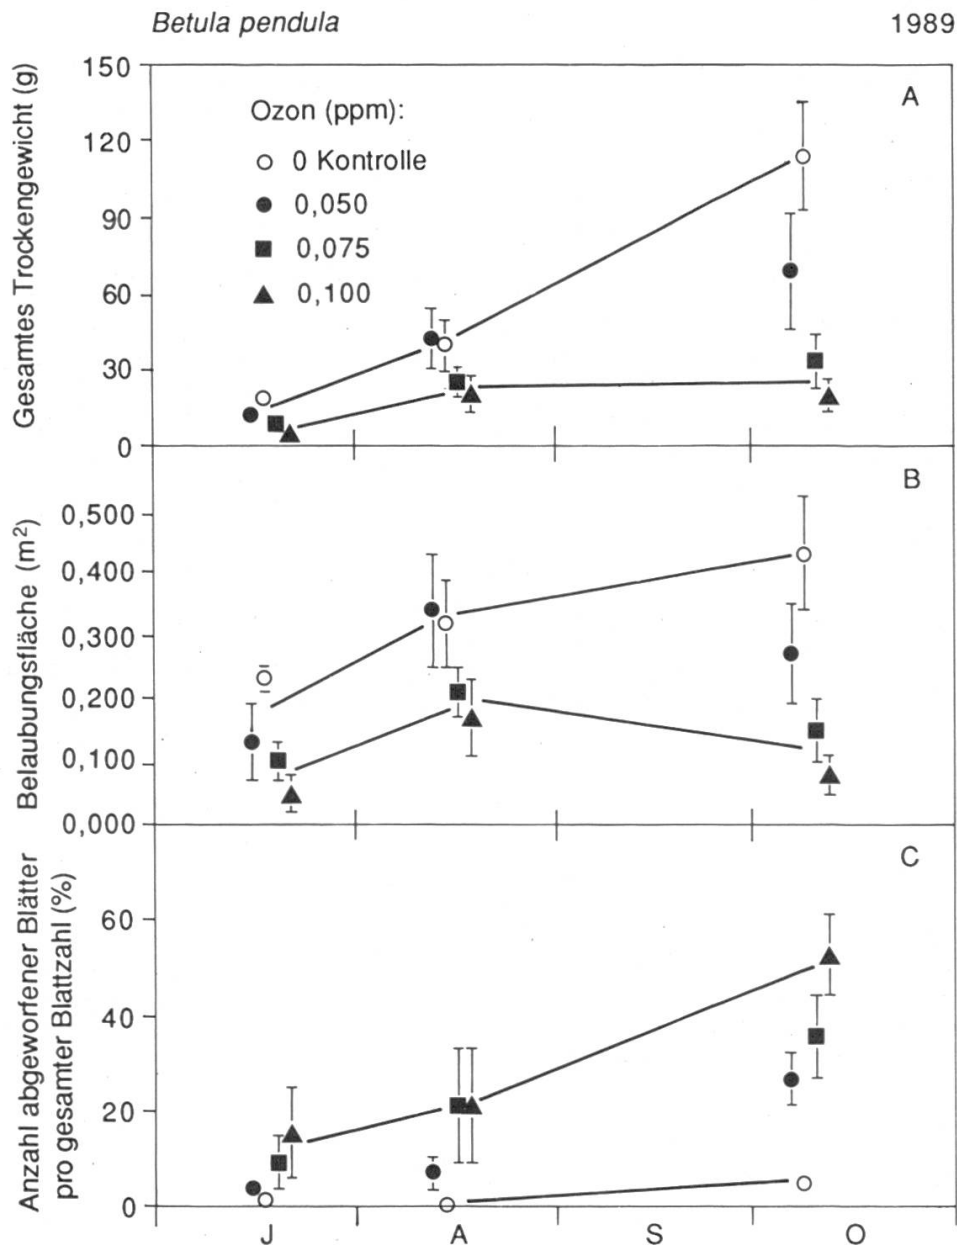 Betula pendula 1989
Gesamtes Trockengewicht (g)
150
120
90
60
30
0
A
Ozon (ppm):
0 Kontrolle
0,050
0,075
0,100
Belaubungsfläche (m²)
0,500
0,400
0,300
0,200
0,100
0,000
B
Anzahl abgeworfener Blätter
pro gesamter Blattzahl (%)
60
40
20
0
C
J A S O